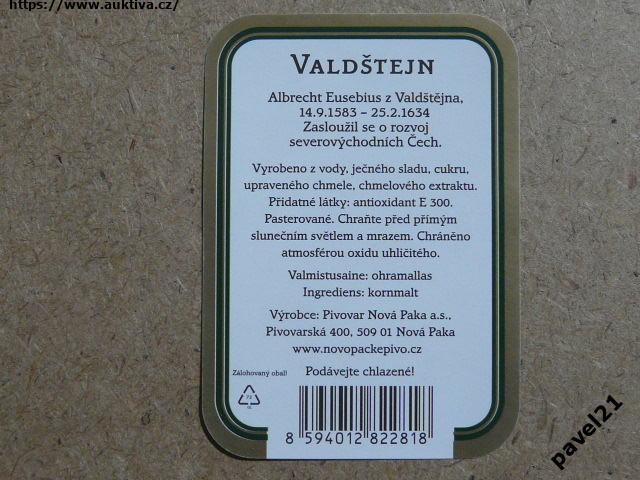 https://www.auktiva.cz/
VALDŠTEJN
Albrecht Eusebius z Valdštějna,
14.9.1583 – 25.2.1634
Zasloužil se o rozvoj
severovýchodních Čech.
Vyrobeno z vody, ječného sladu, cukru,
upraveného chmele, chmelového extraktu.
Přídatné látky: antioxidant E 300.
Pasterované. Chraňte před přímým
slunečním světlem a mrazem. Chráněno
atmosférou oxidu uhličitého.
Valmistusaine: ohramallas
Ingrediens: kornmalt
Výrobce: Pivovar Nová Paka a.s.,
Pivovarská 400, 509 01 Nová Paka
www.novopackepivo.cz
Zálohovaný obal!
Podávejte chlazené!
8 594012 822818
pavel21